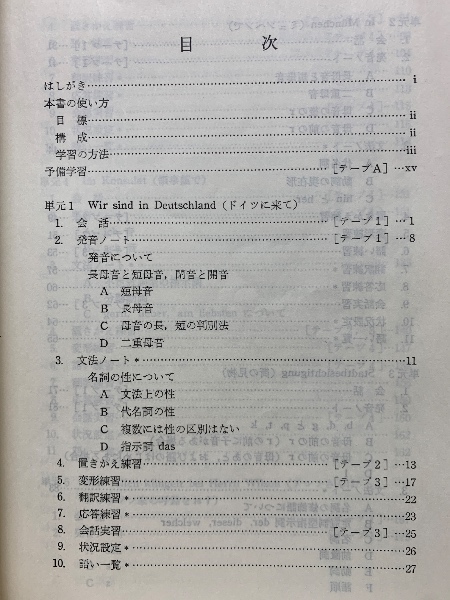 目次
はしがき…… i
本書の使い方
目標…… ii
構成…… ii
学習の方法…… iii
予備学習……[テープA]…xv
単元1 Wir sind in Deutschland (ドイツに来て)
1. 会話……[テープ1]…1
2. 発音ノート……[テープ1]…8
発音について
長母音と短母音,閉音と開音
A 短母音
B 長母音
C 母音の長,短の判別法
D 二重母音
3. 文法ノート*……11
名詞の性について
A 文法上の性
B 代名詞の性
C 複数には性の区別はない
D 指示詞 das
4. 置きかえ練習……[テープ2]…13
5. 変形練習……[テープ3]…17
6. 翻訳練習*……22
7. 応答練習*……23
8. 会話実習……[テープ3]…25
9. 状況設定*……26
10. 語い一覧*……27